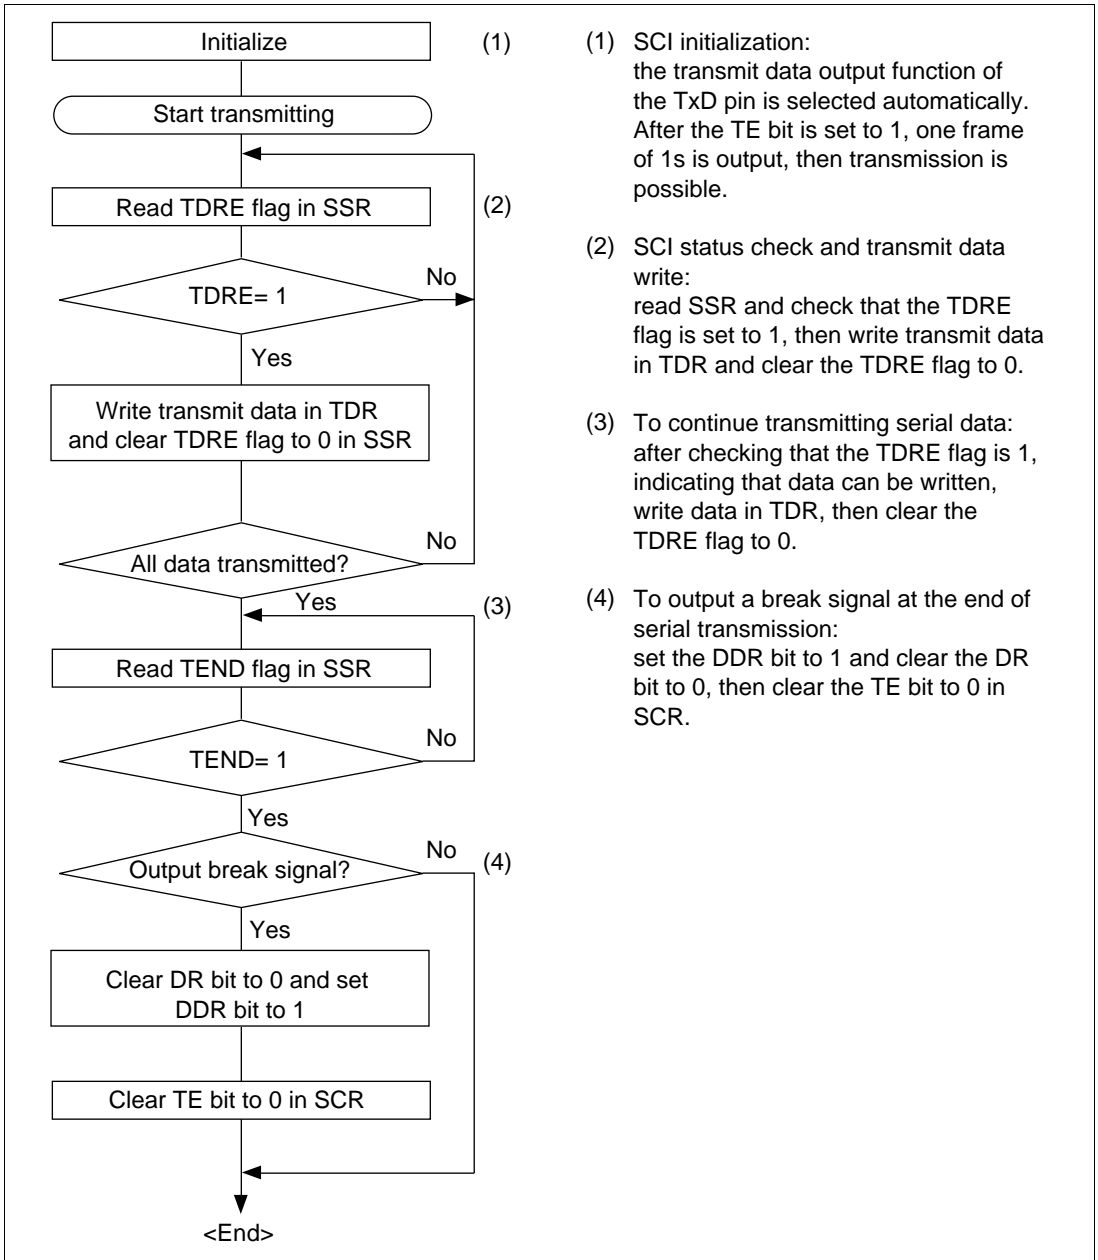 Initialize
(1)
Start transmitting
Read TDRE flag in SSR
(2)
TDRE= 1
No
Yes
Write transmit data in TDR
and clear TDRE flag to 0 in SSR
All data transmitted?
No
Yes
(3)
Read TEND flag in SSR
TEND= 1
No
Yes
Output break signal?
No
(4)
Yes
Clear DR bit to 0 and set
DDR bit to 1
Clear TE bit to 0 in SCR
<End>
(1) SCI initialization:
the transmit data output function of
the TxD pin is selected automatically.
After the TE bit is set to 1, one frame
of 1s is output, then transmission is
possible.
(2) SCI status check and transmit data
write:
read SSR and check that the TDRE
flag is set to 1, then write transmit data
in TDR and clear the TDRE flag to 0.
(3) To continue transmitting serial data:
after checking that the TDRE flag is 1,
indicating that data can be written,
write data in TDR, then clear the
TDRE flag to 0.
(4) To output a break signal at the end of
serial transmission:
set the DDR bit to 1 and clear the DR
bit to 0, then clear the TE bit to 0 in
SCR.